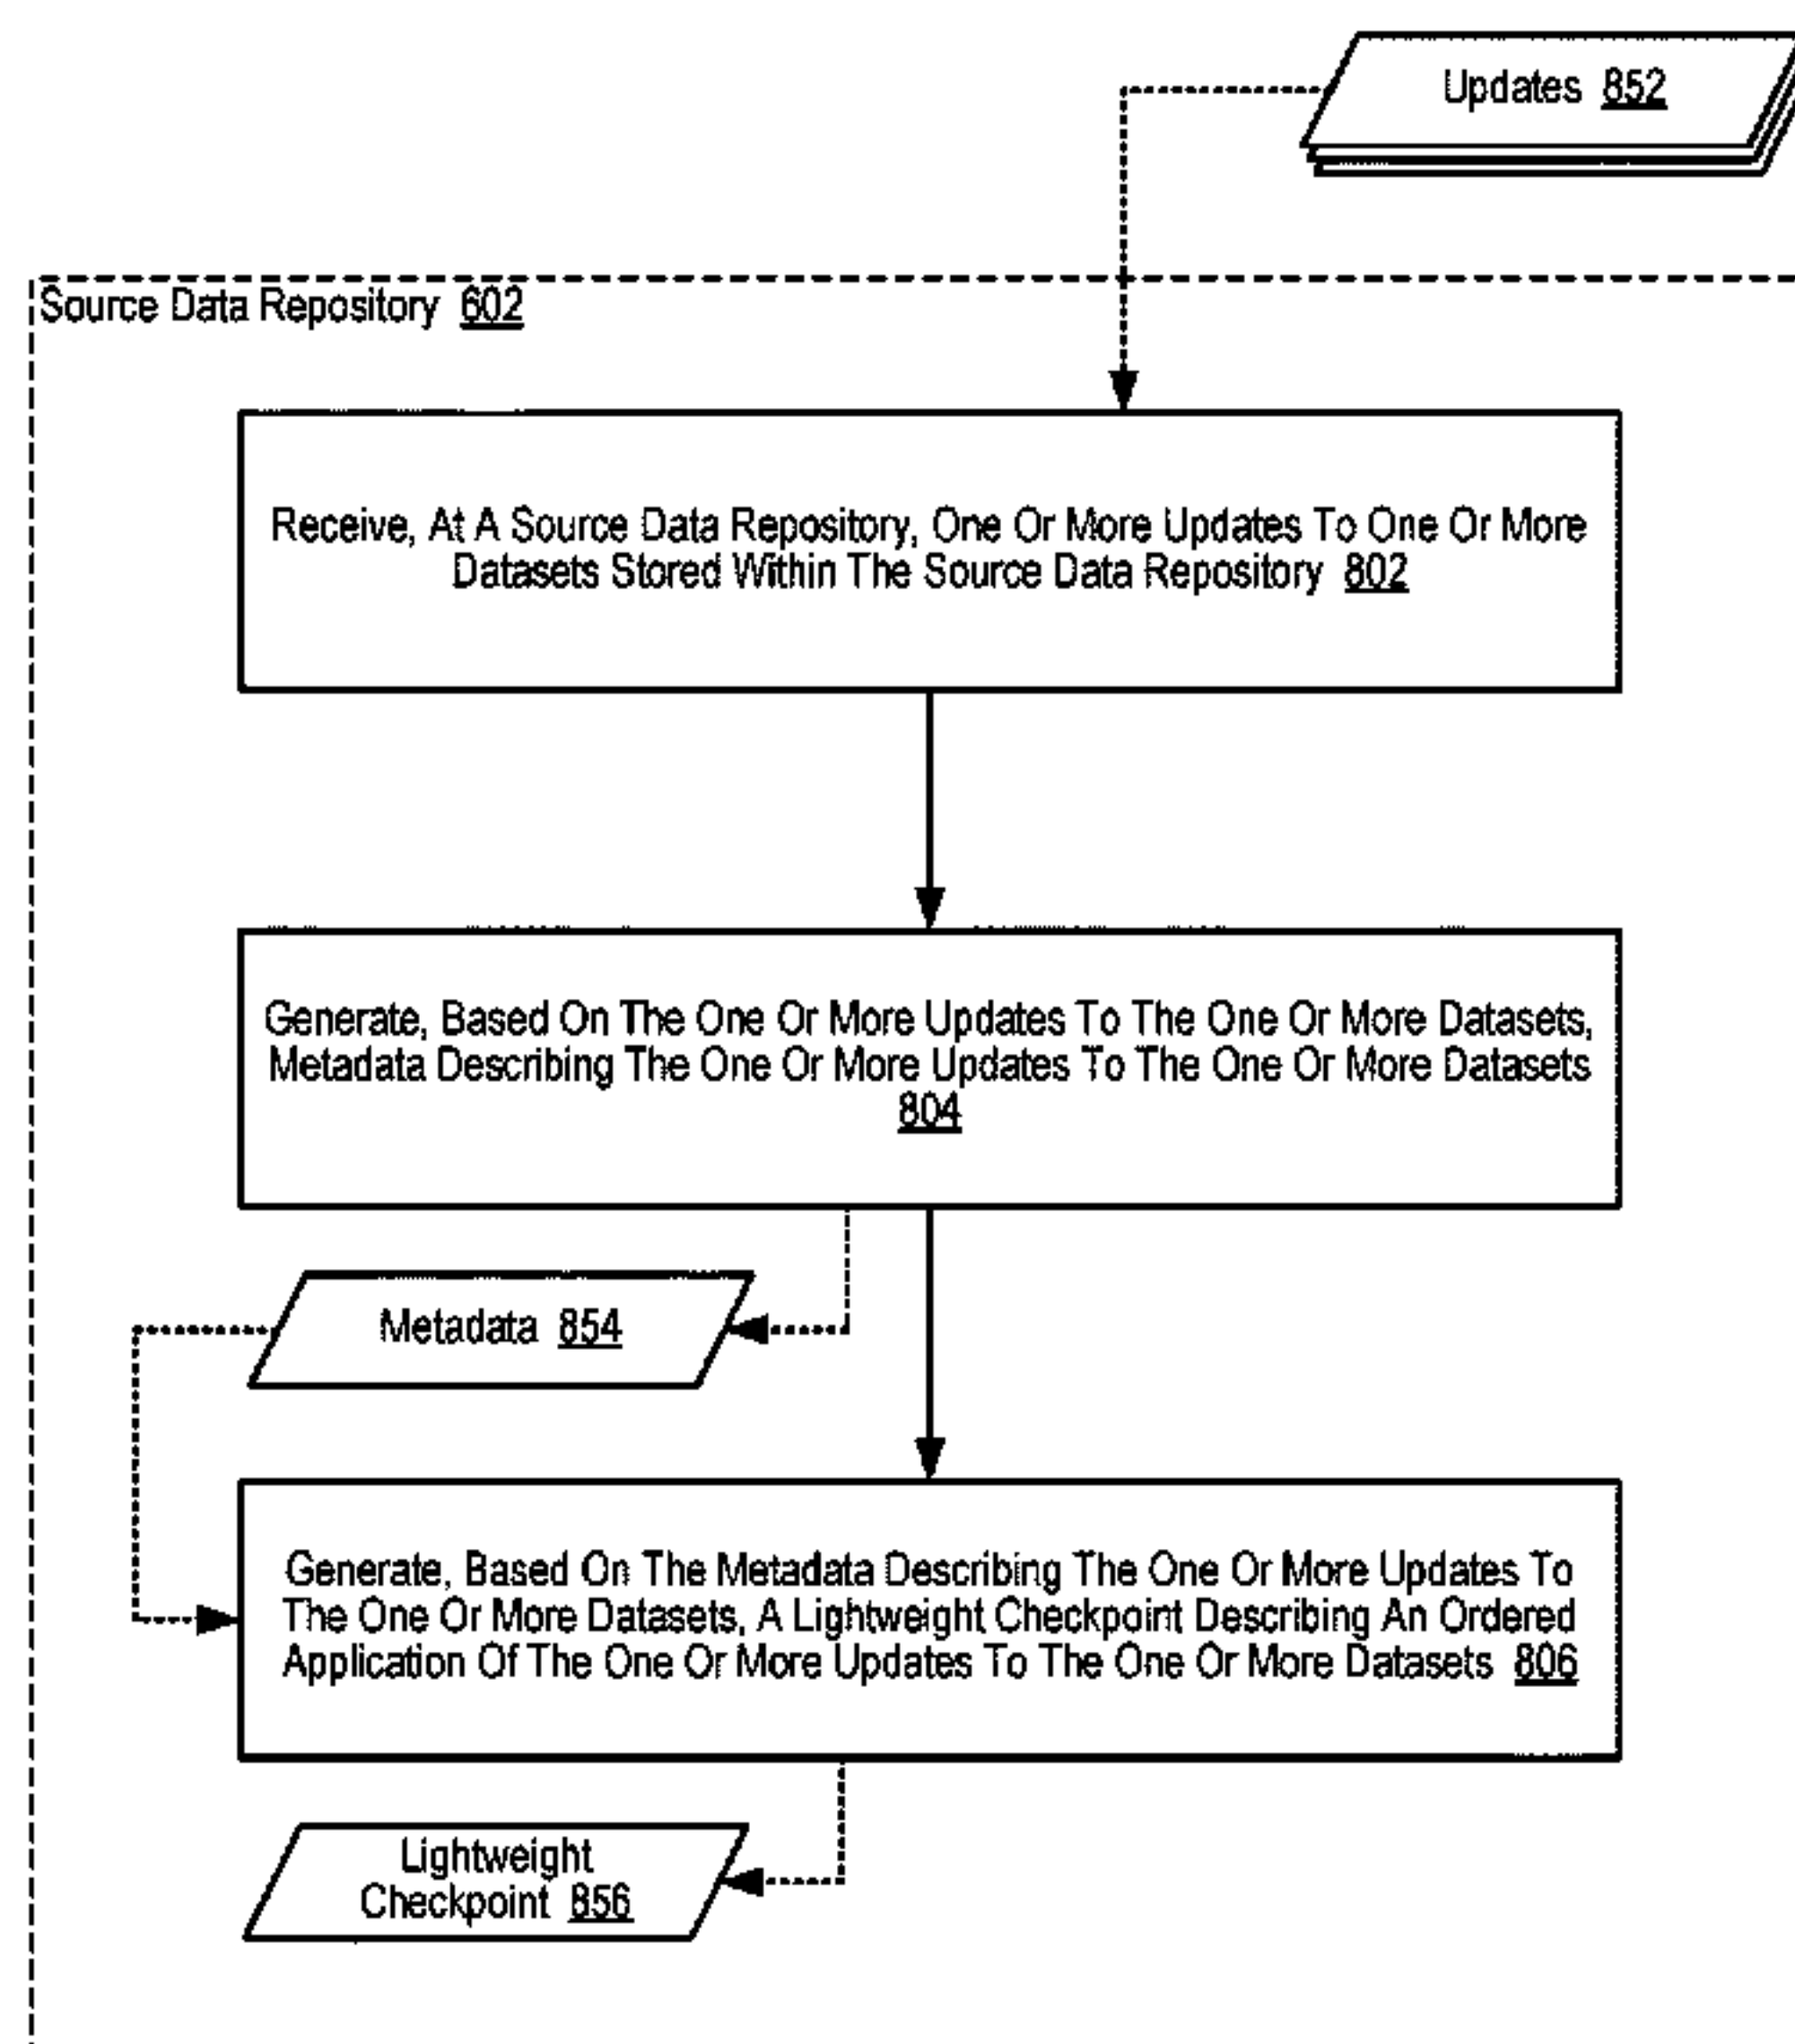 Updates 852
Source Data Repository 602
Receive, At A Source Data Repository, One Or More Updates To One Or More
Datasets Stored Within The Source Data Repository 802
Generate, Based On The One Or More Updates To The One Or More Datasets,
Metadata Describing The One Or More Updates To The One Or More Datasets
804
Metadata 854
Generate, Based On The Metadata Describing The One Or More Updates To
The One Or More Datasets, A Lightweight Checkpoint Describing An Ordered
Application Of The One Or More Updates To The One Or More Datasets 806
Lightweight
Checkpoint 856